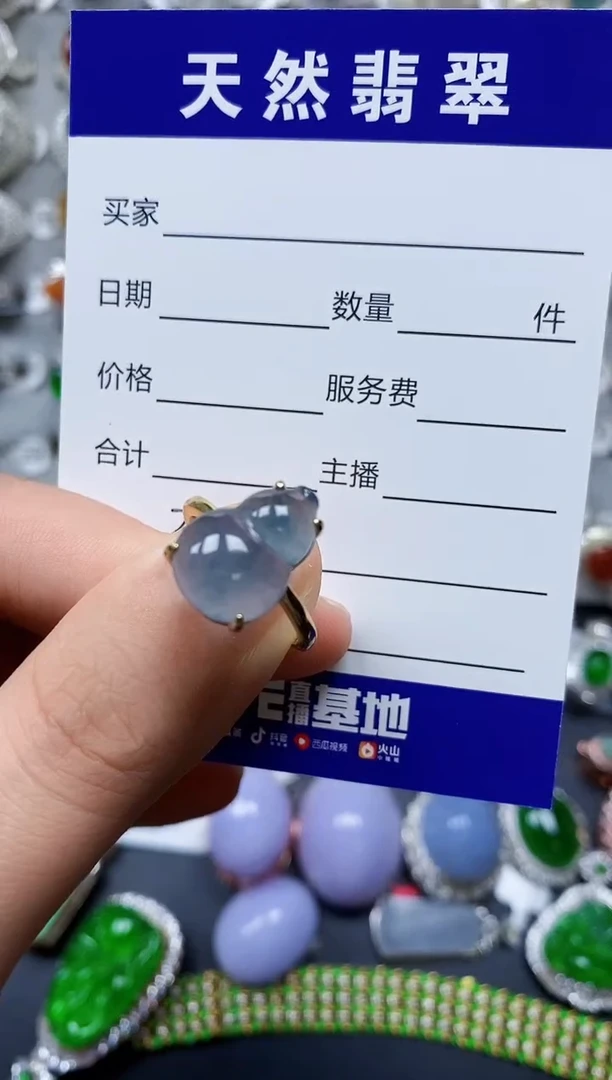 天然翡翠
买家
日期 数量 件
价格 服务费
合计 主播
直播基地
抖音 西瓜视频 火山